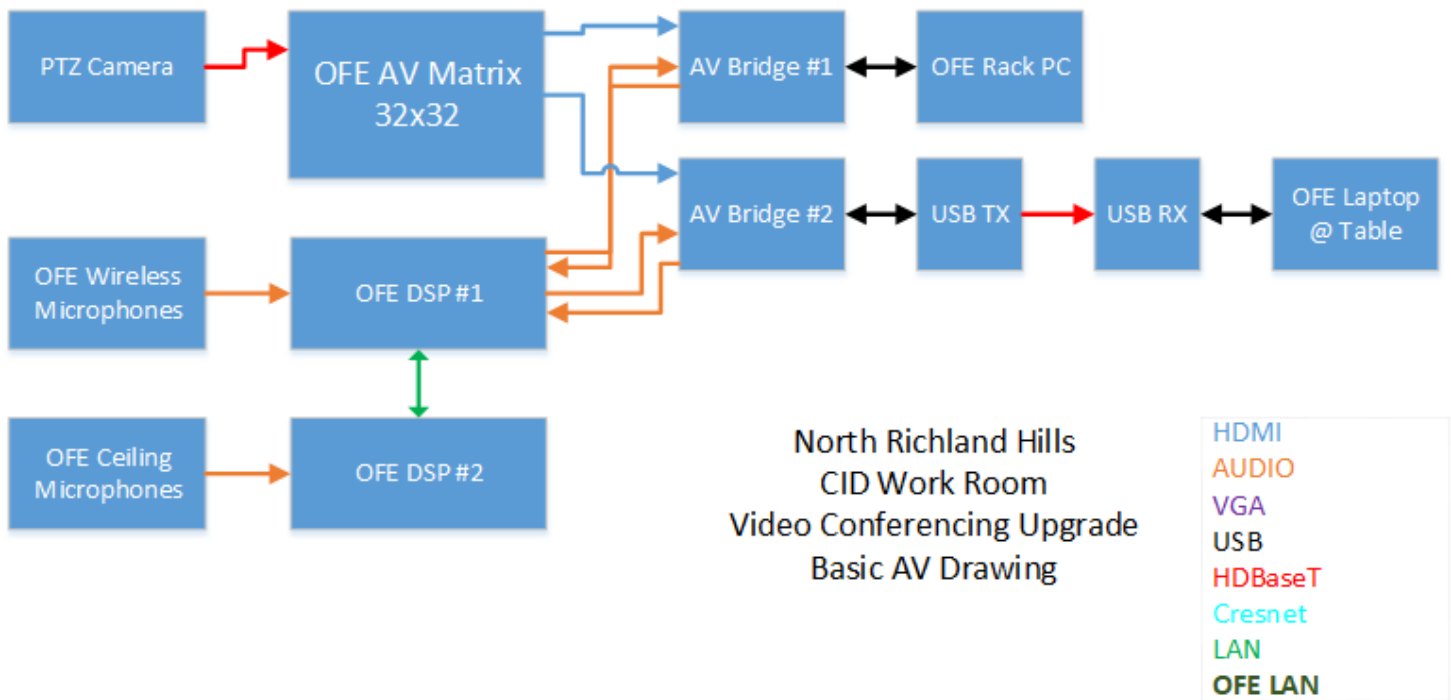 PTZ Camera
OFE AV Matrix
32x32
AV Bridge #1
OFE Rack PC
AV Bridge #2
USB TX
USB RX
OFE Laptop
@ Table
OFE Wireless
Microphones
OFE DSP #1
OFE Ceiling
Microphones
OFE DSP #2
North Richland Hills
CID Work Room
Video Conferencing Upgrade
Basic AV Drawing
HDMI
AUDIO
VGA
USB
HDBaseT
Cresnet
LAN
OFE LAN